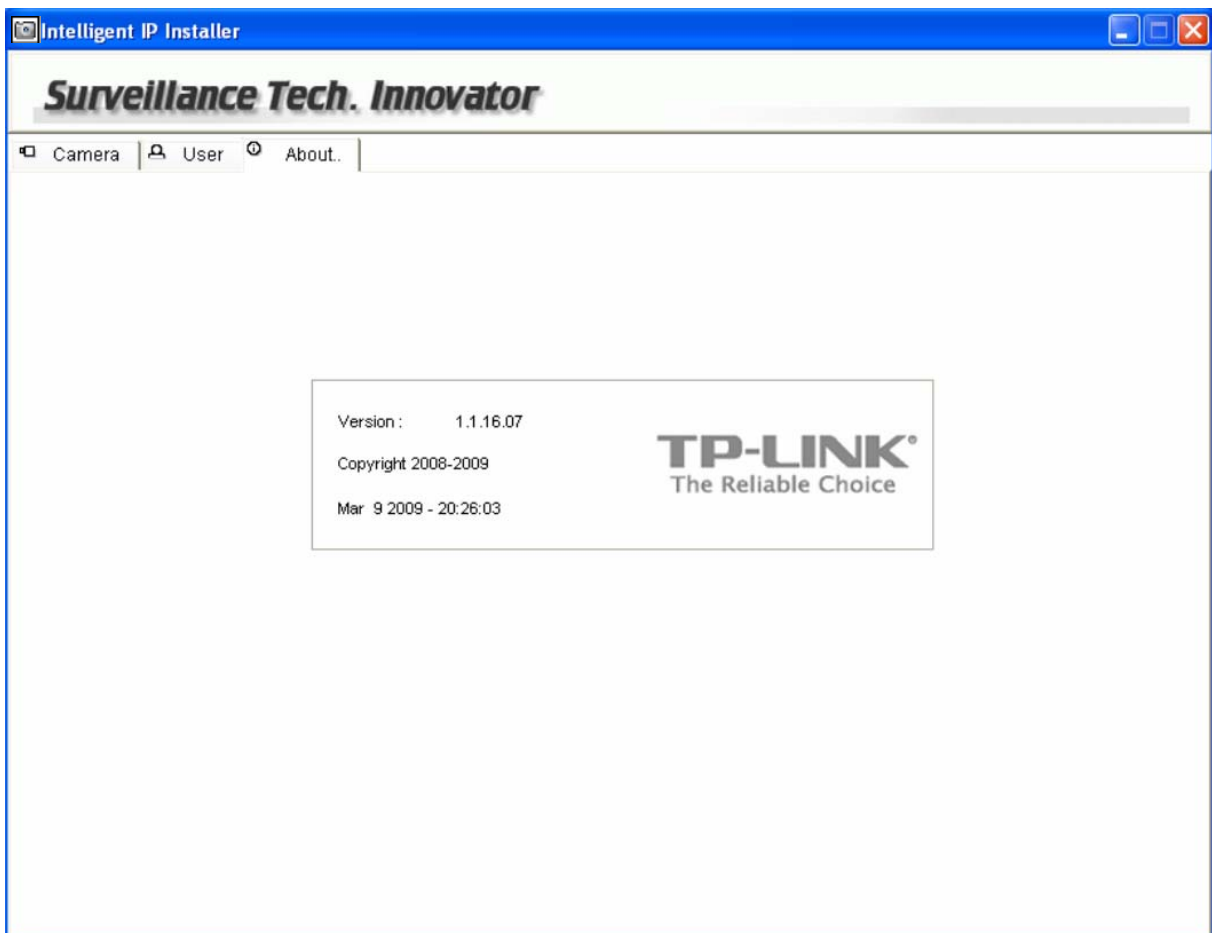 Intelligent IP Installer
Surveillance Tech. Innovator
Camera User About..
Version : 1.1.16.07
Copyright 2008-2009
Mar 9 2009 - 20:26:03
TP-LINK®
The Reliable Choice